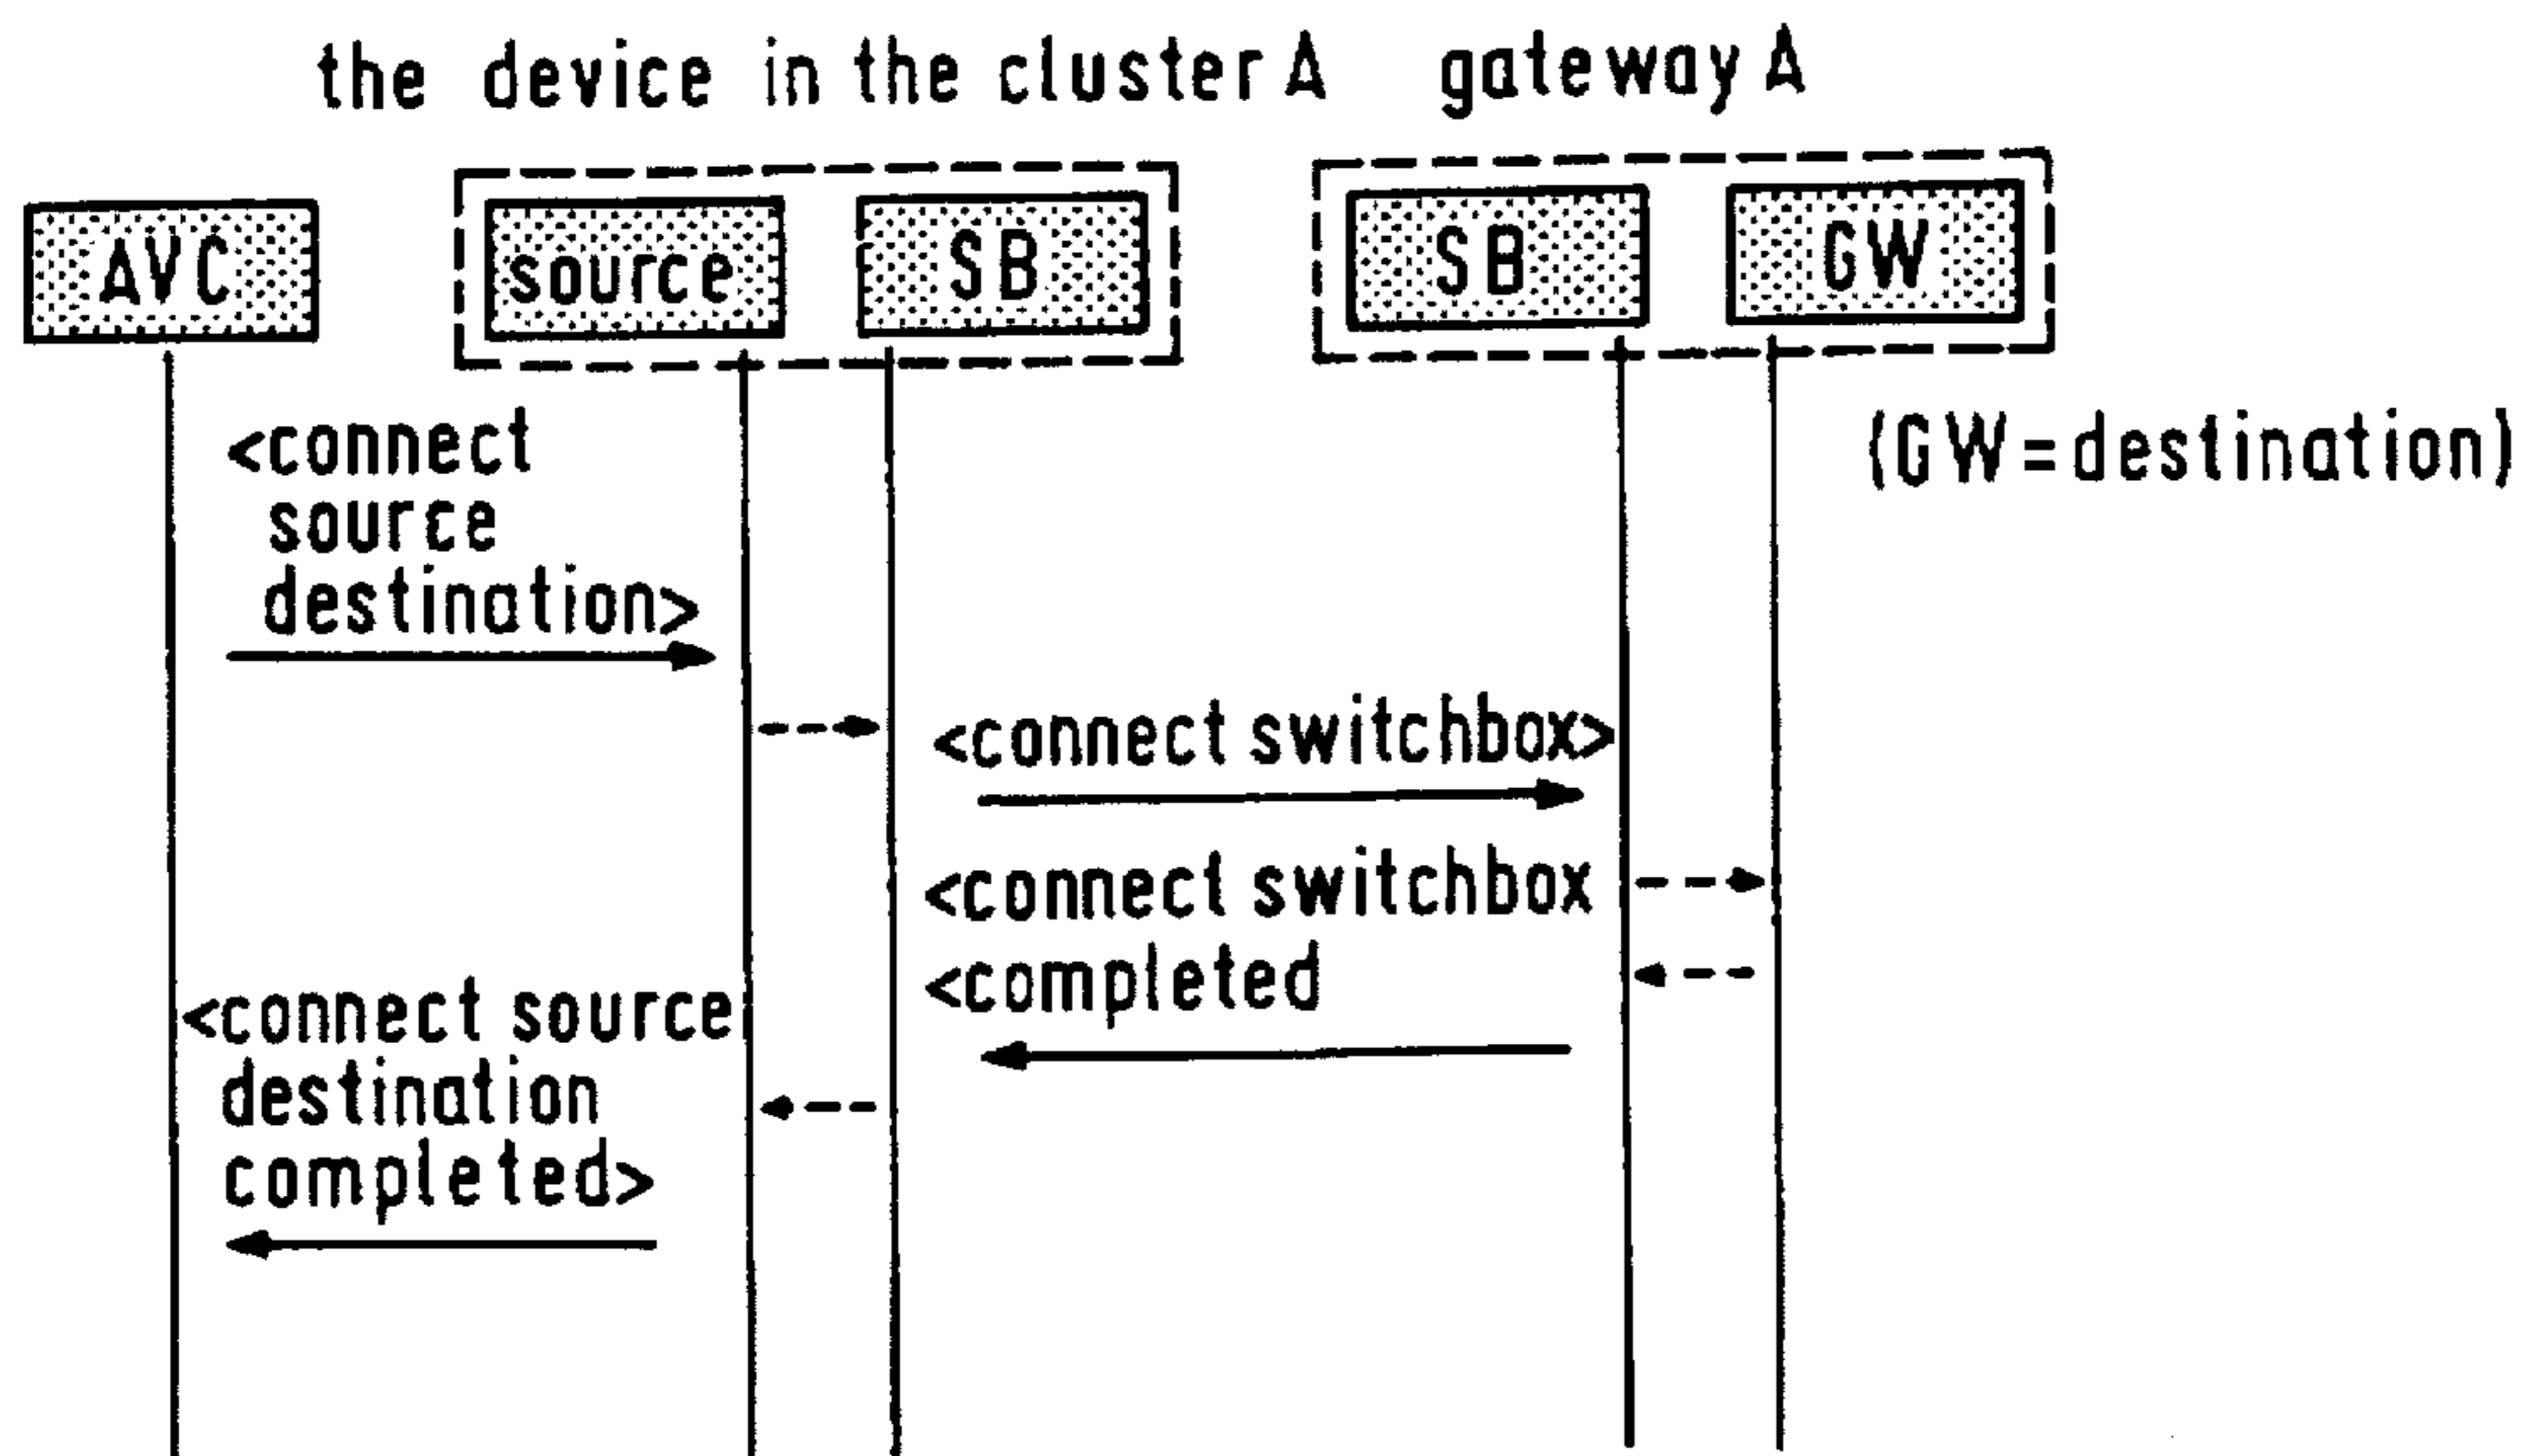 the device in the cluster A gateway A
AVC source SB SB GW
(GW=destination)
<connect
source
destination>
<connect switchbox>
<connect switchbox
<completed
<connect source
destination
completed>